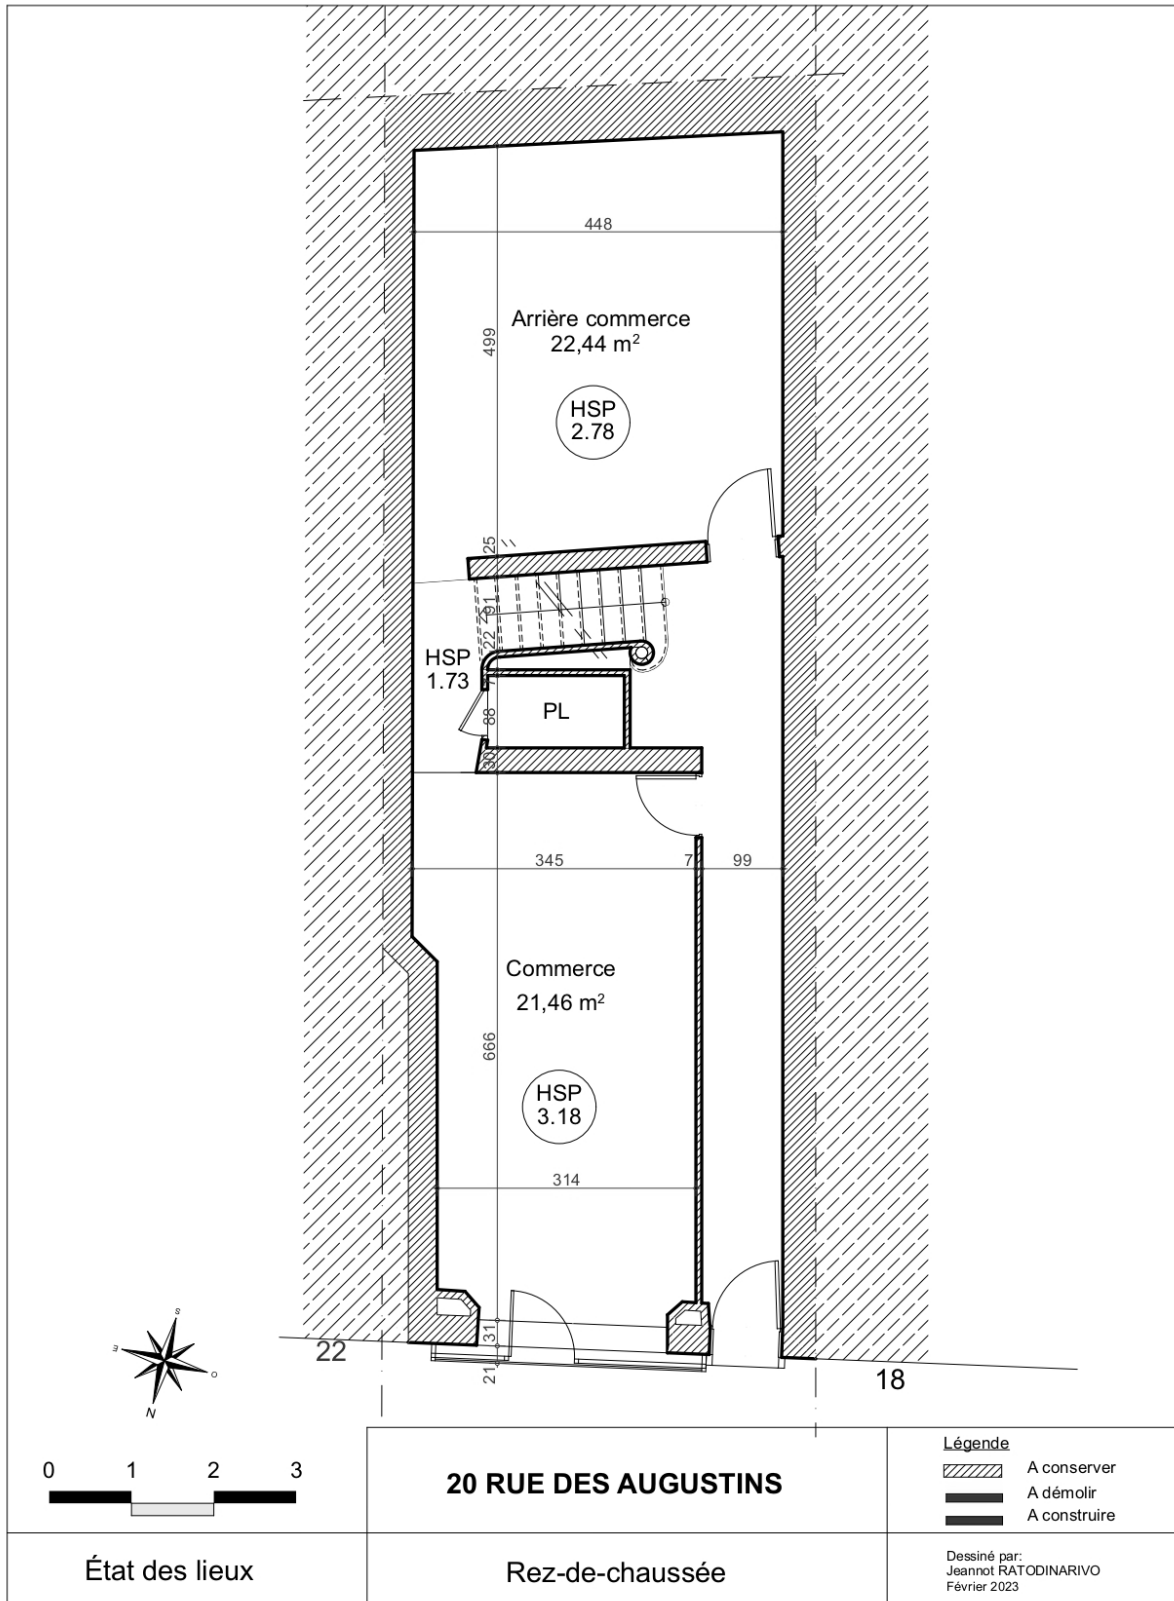 448
499
Arrière commerce
22,44 m²
HSP
2.78
25
91
22
HSP
1.73
7
PL
88
30
345
7
99
Commerce
21,46 m²
666
HSP
3.18
314
31
21
22
18
S
E
O
N
0 1 2 3
20 RUE DES AUGUSTINS
Légende
A conserver
A démolir
A construire
État des lieux
Rez-de-chaussée
Dessiné par:
Jeannot RATODINARIVO
Février 2023